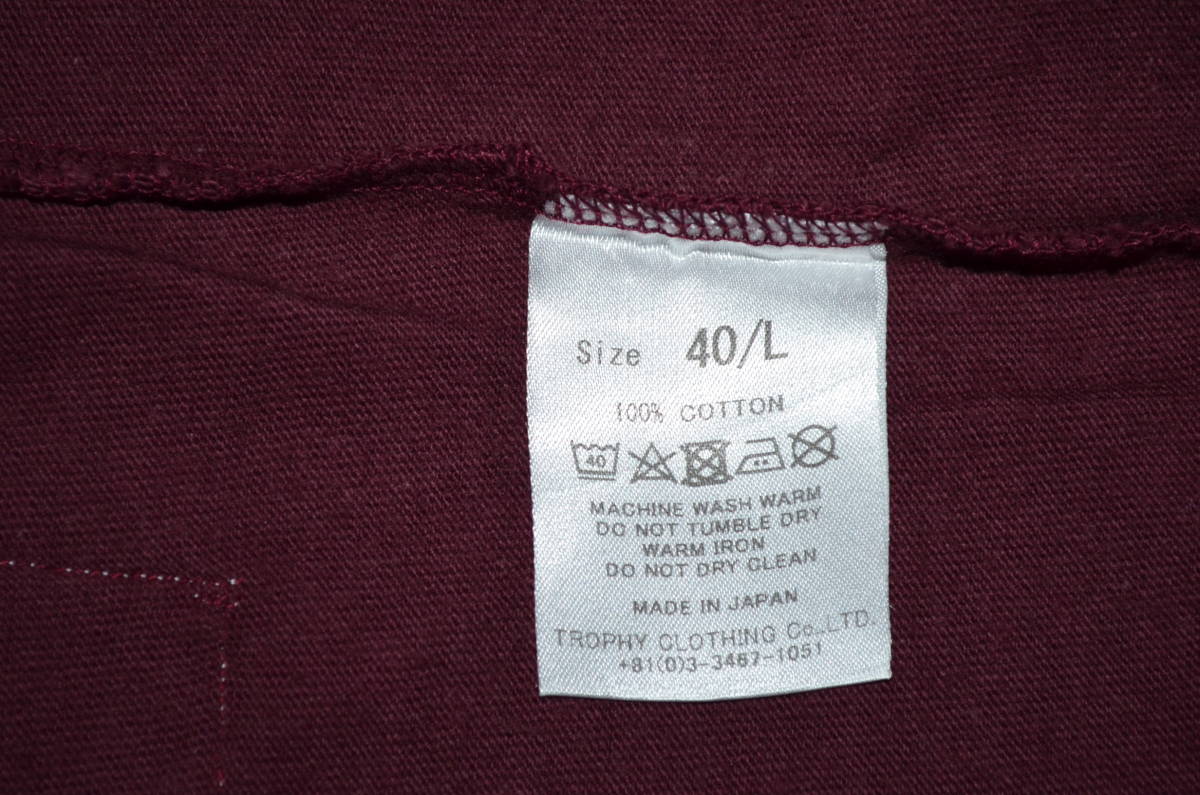 Size 40/L
100% COTTON
40
MACHINE WASH WARM
DO NOT TUMBLE DRY
WARM IRON
DO NOT DRY CLEAN
MADE IN JAPAN
TROPHY CLOTHING Co.,LTD.
+81(0)3-3467-1051